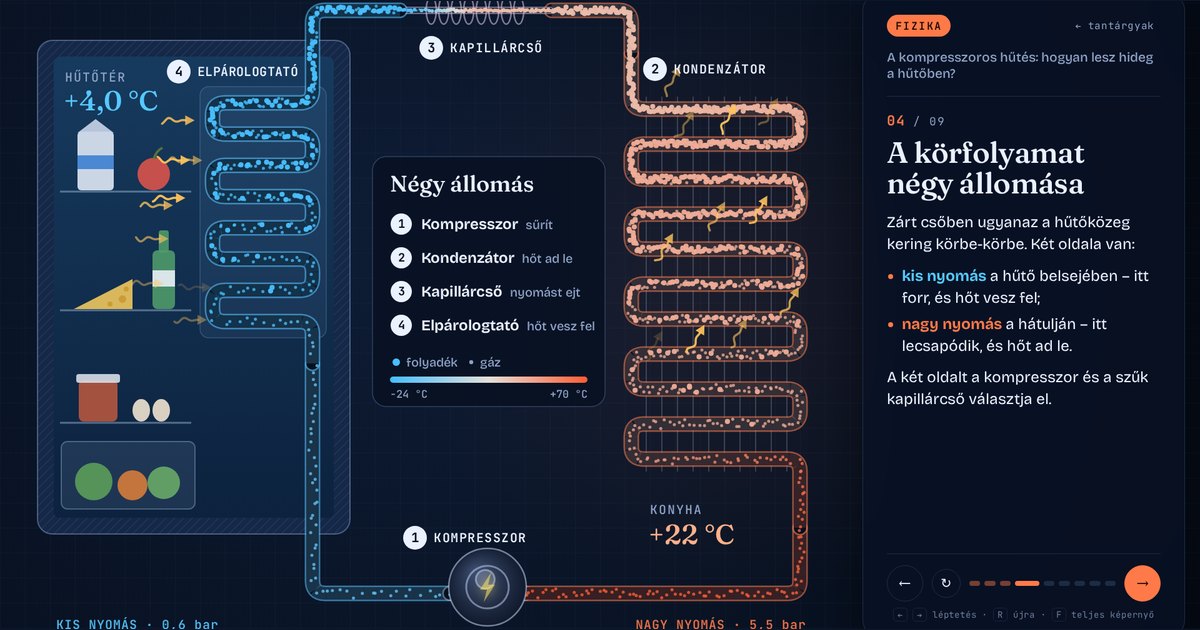 3 KAPILLÁRCSŐ
HŰTŐTÉR
+4,0 °C
4 ELPÁROLOGTATÓ
2 KONDENZÁTOR
Négy állomás
1 Kompresszor sűrít
2 Kondenzátor hőt ad le
3 Kapillárcső nyomást ejt
4 Elpárologtató hőt vesz fel
folyadék • gáz
-24 °C +70 °C
KONYHA
+22 °C
1 KOMPRESSZOR
KIS NYOMÁS · 0,6 bar
NAGY NYOMÁS · 5,5 bar
FIZIKA
← tantárgyak
A kompresszoros hűtés: hogyan lesz hideg
a hűtőben?
04 / 09
A körfolyamat
négy állomása
Zárt csőben ugyanaz a hűtőközeg
kering körbe-körbe. Két oldala van:
• kis nyomás a hűtő belsejében – itt
forr, és hőt vesz fel;
• nagy nyomás a hátulján – itt
lecsapódik, és hőt ad le.
A két oldalt a kompresszor és a szűk
kapillárcső választja el.
← ↻ →
← → léptetés · R újra · F teljes képernyő